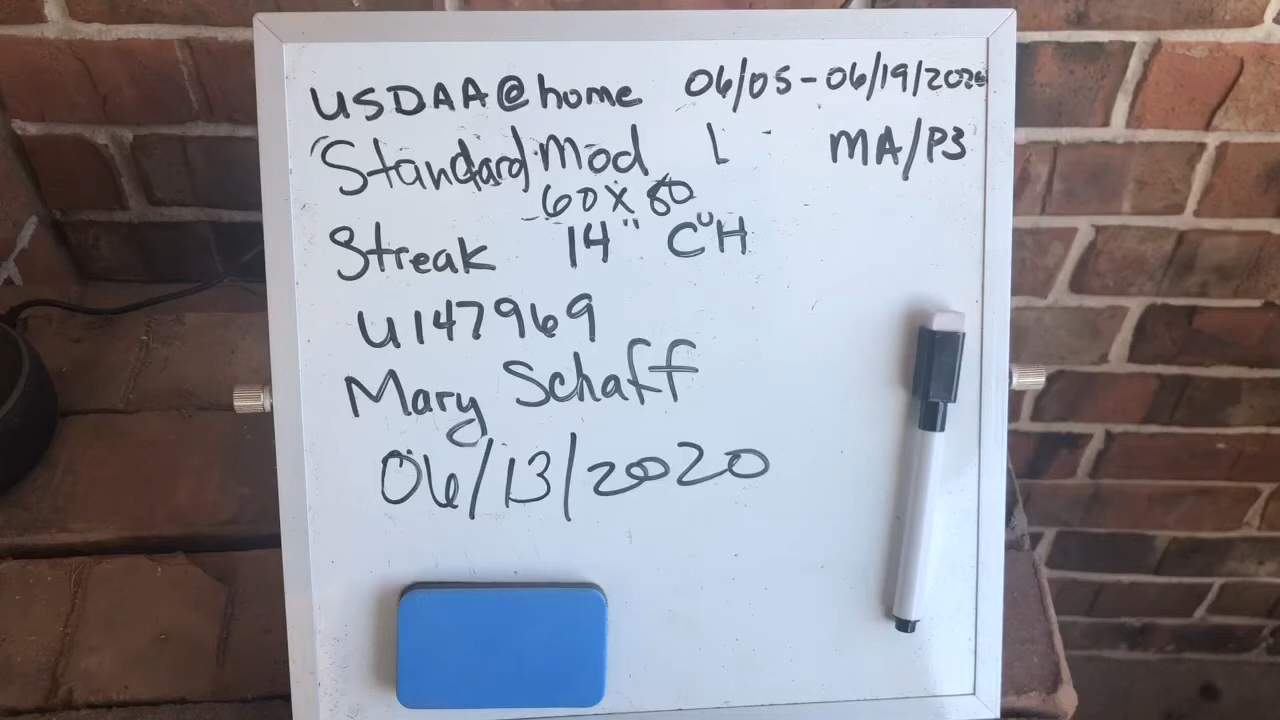 USDAA@home 06/05-06/19/2020
Standard/Mod L MA/P3
60x80
Streak 14" CH
U147969
Mary Schaff
06/13/2020